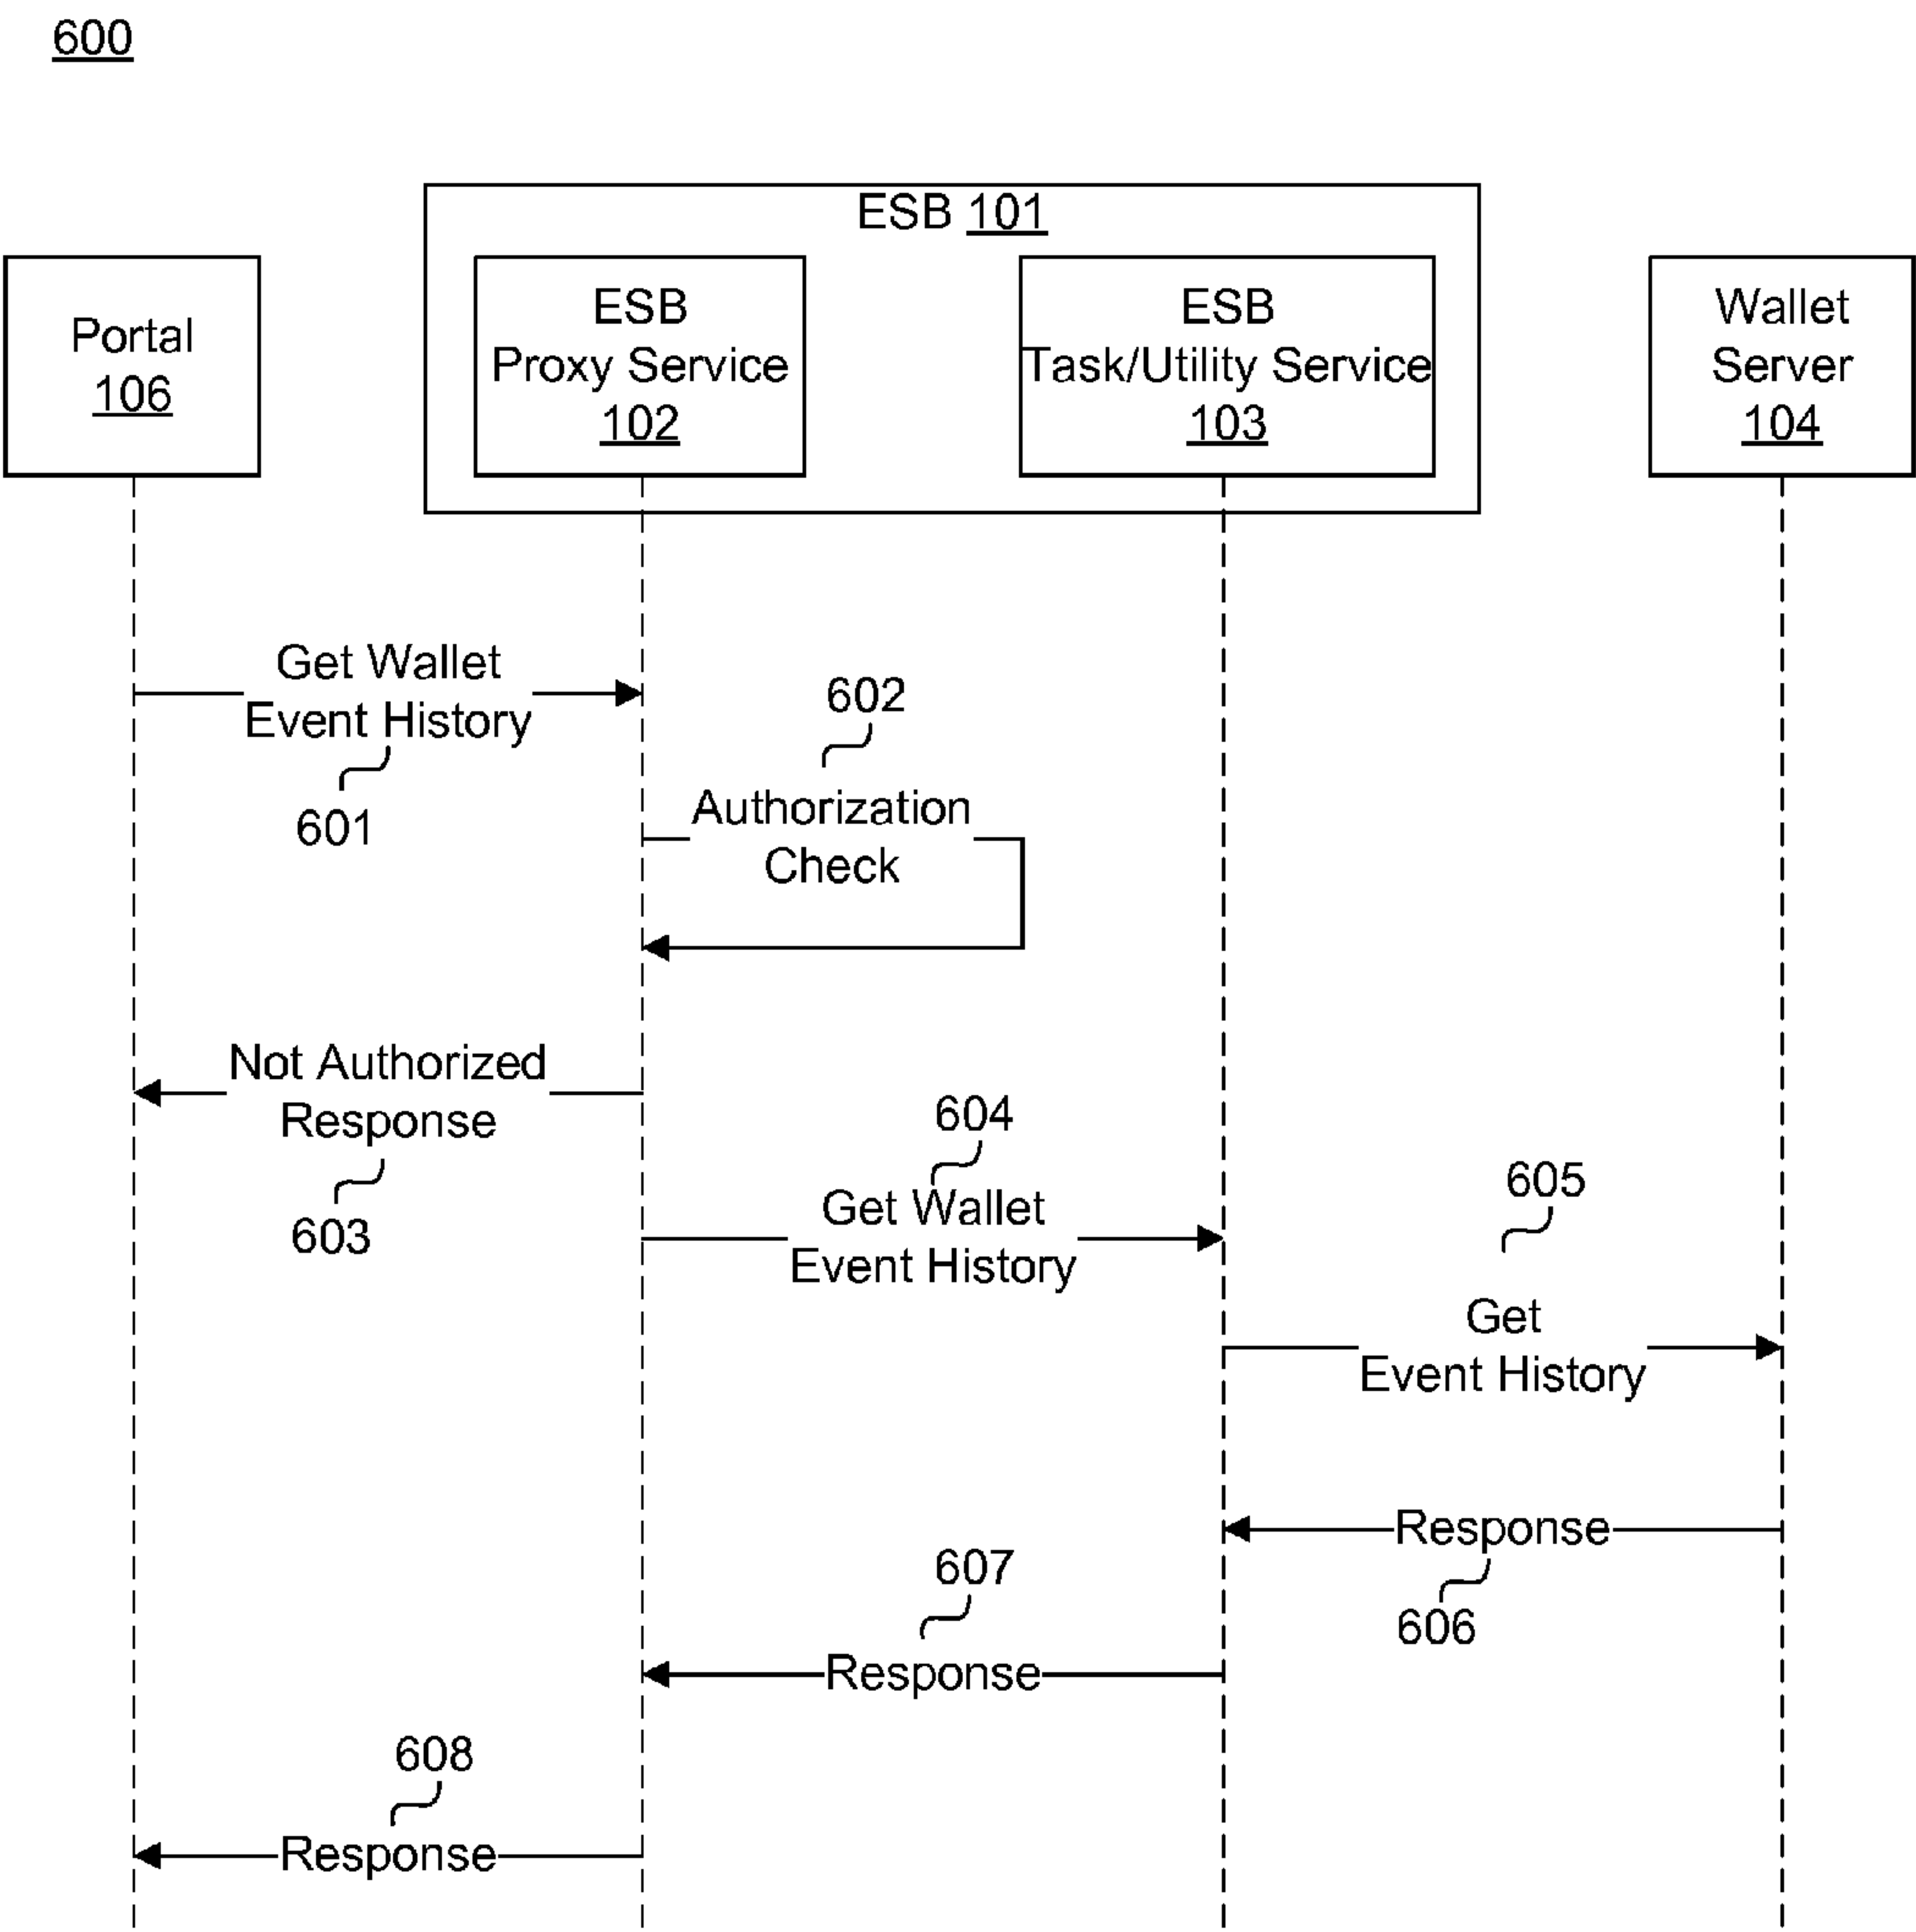 600
ESB 101
Portal
106
ESB
Proxy Service
102
ESB
Task/Utility Service
103
Wallet
Server
104
Get Wallet
Event History
601
602
Authorization
Check
Not Authorized
Response
603
604
Get Wallet
Event History
605
Get
Event History
Response
606
607
Response
608
Response